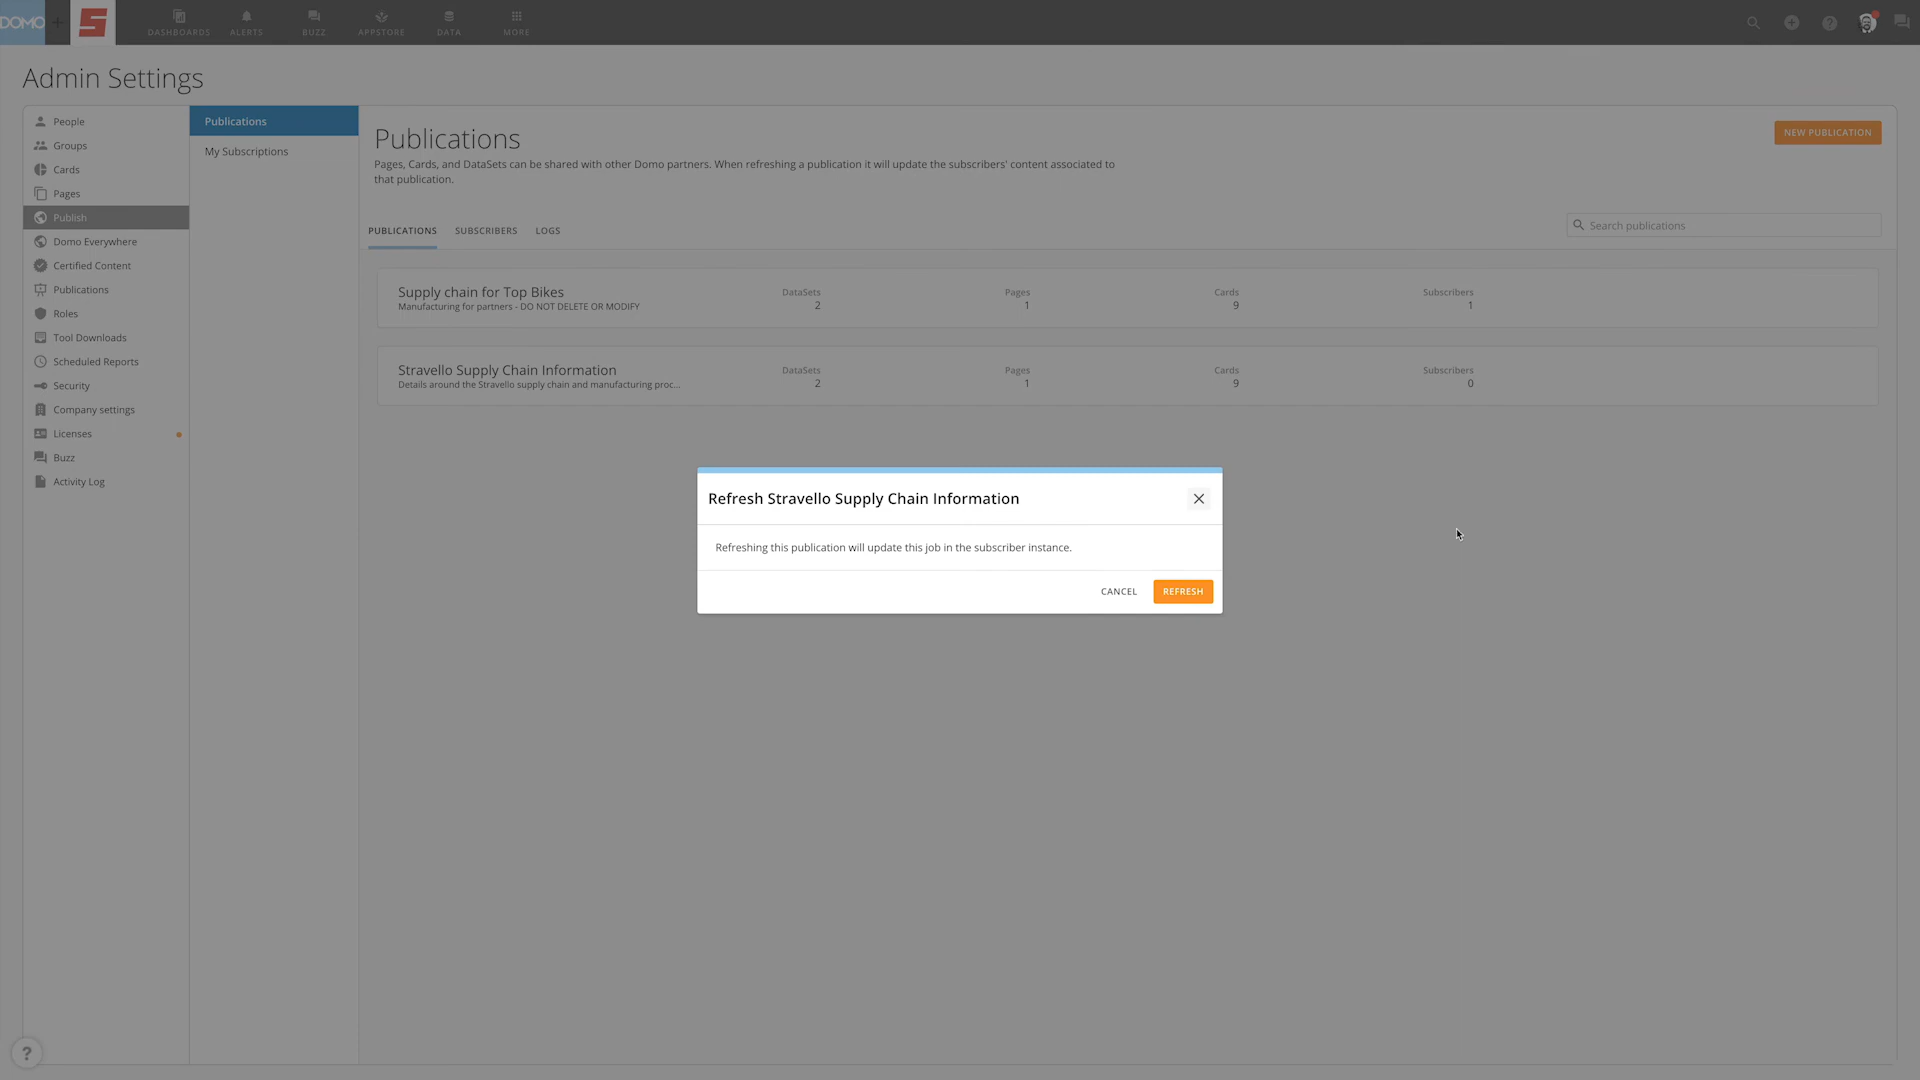 DOMO
DASHBOARDS
ALERTS
BUZZ
APPSTORE
DATA
MORE
Admin Settings
People
Groups
Cards
Pages
Publish
Domo Everywhere
Certified Content
Publications
Roles
Tool Downloads
Scheduled Reports
Security
Company settings
Licenses
Buzz
Activity Log
Publications
My Subscriptions
Publications
NEW PUBLICATION
Pages, Cards, and DataSets can be shared with other Domo partners. When refreshing a publication it will update the subscribers' content associated to
that publication.
PUBLICATIONS
SUBSCRIBERS
LOGS
Search publications
Supply chain for Top Bikes
Manufacturing for partners - DO NOT DELETE OR MODIFY
DataSets
2
Pages
1
Cards
9
Subscribers
1
Stravello Supply Chain Information
Details around the Stravello supply chain and manufacturing proc...
DataSets
2
Pages
1
Cards
9
Subscribers
0
Refresh Stravello Supply Chain Information
Refreshing this publication will update this job in the subscriber instance.
CANCEL
REFRESH
?